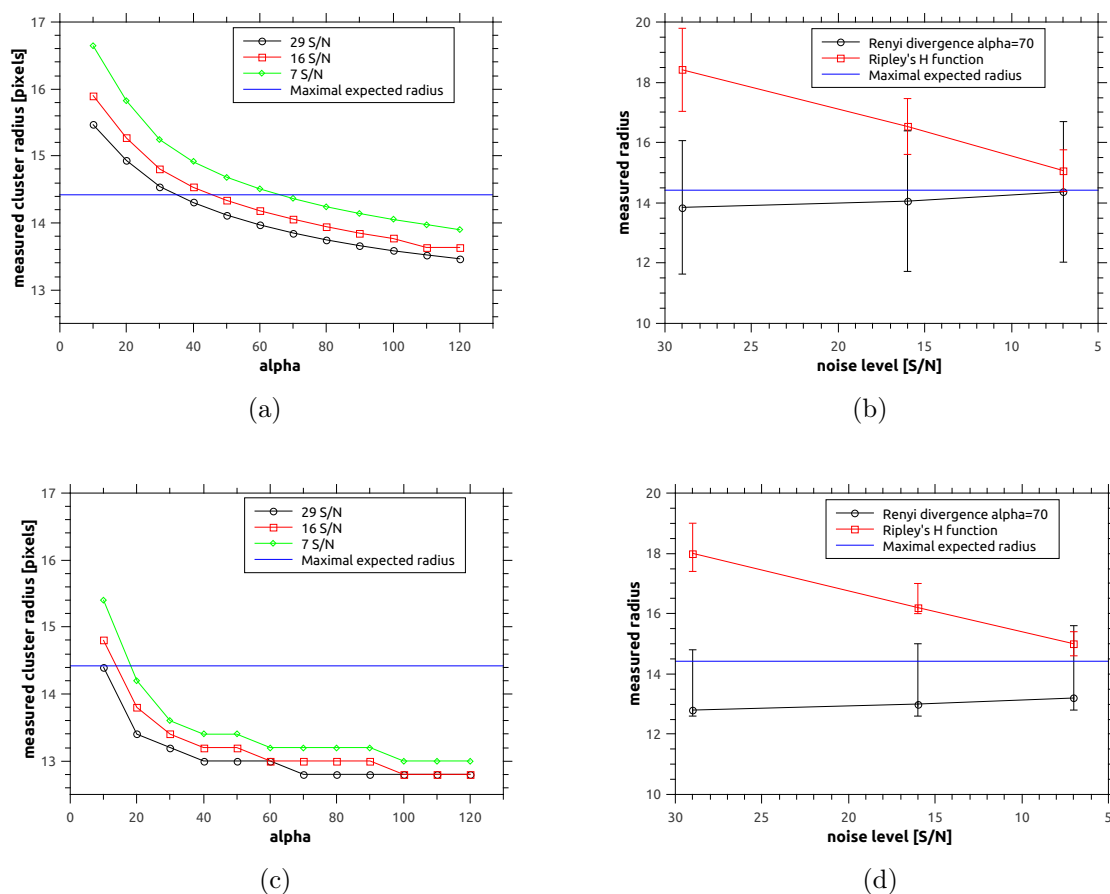 17
16
15
14
13
0
20
40
60
80
100
120
measured cluster radius [pixels]
alpha
29 S/N
16 S/N
7 S/N
Maximal expected radius
(a)
20
18
16
14
12
10
30
25
20
15
10
5
measured radius
noise level [S/N]
Renyi divergence alpha=70
Ripley's H function
Maximal expected radius
(b)
17
16
15
14
13
0
20
40
60
80
100
120
measured cluster radius [pixels]
alpha
29 S/N
16 S/N
7 S/N
Maximal expected radius
(c)
20
18
16
14
12
10
30
25
20
15
10
5
measured radius
noise level [S/N]
Renyi divergence alpha=70
Ripley's H function
Maximal expected radius
(d)